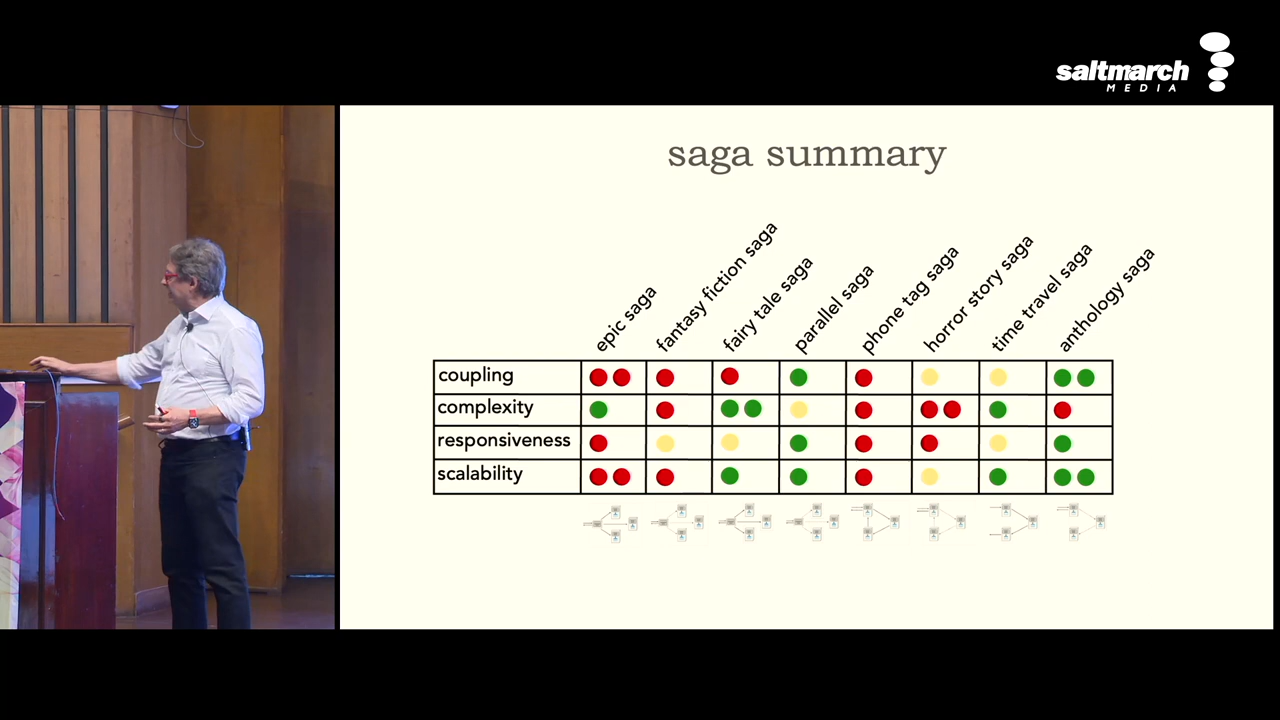 saltmarch
MEDIA
saga summary
epic saga
fantasy fiction saga
fairy tale saga
parallel saga
phone tag saga
horror story saga
time travel saga
anthology saga
coupling
complexity
responsiveness
scalability